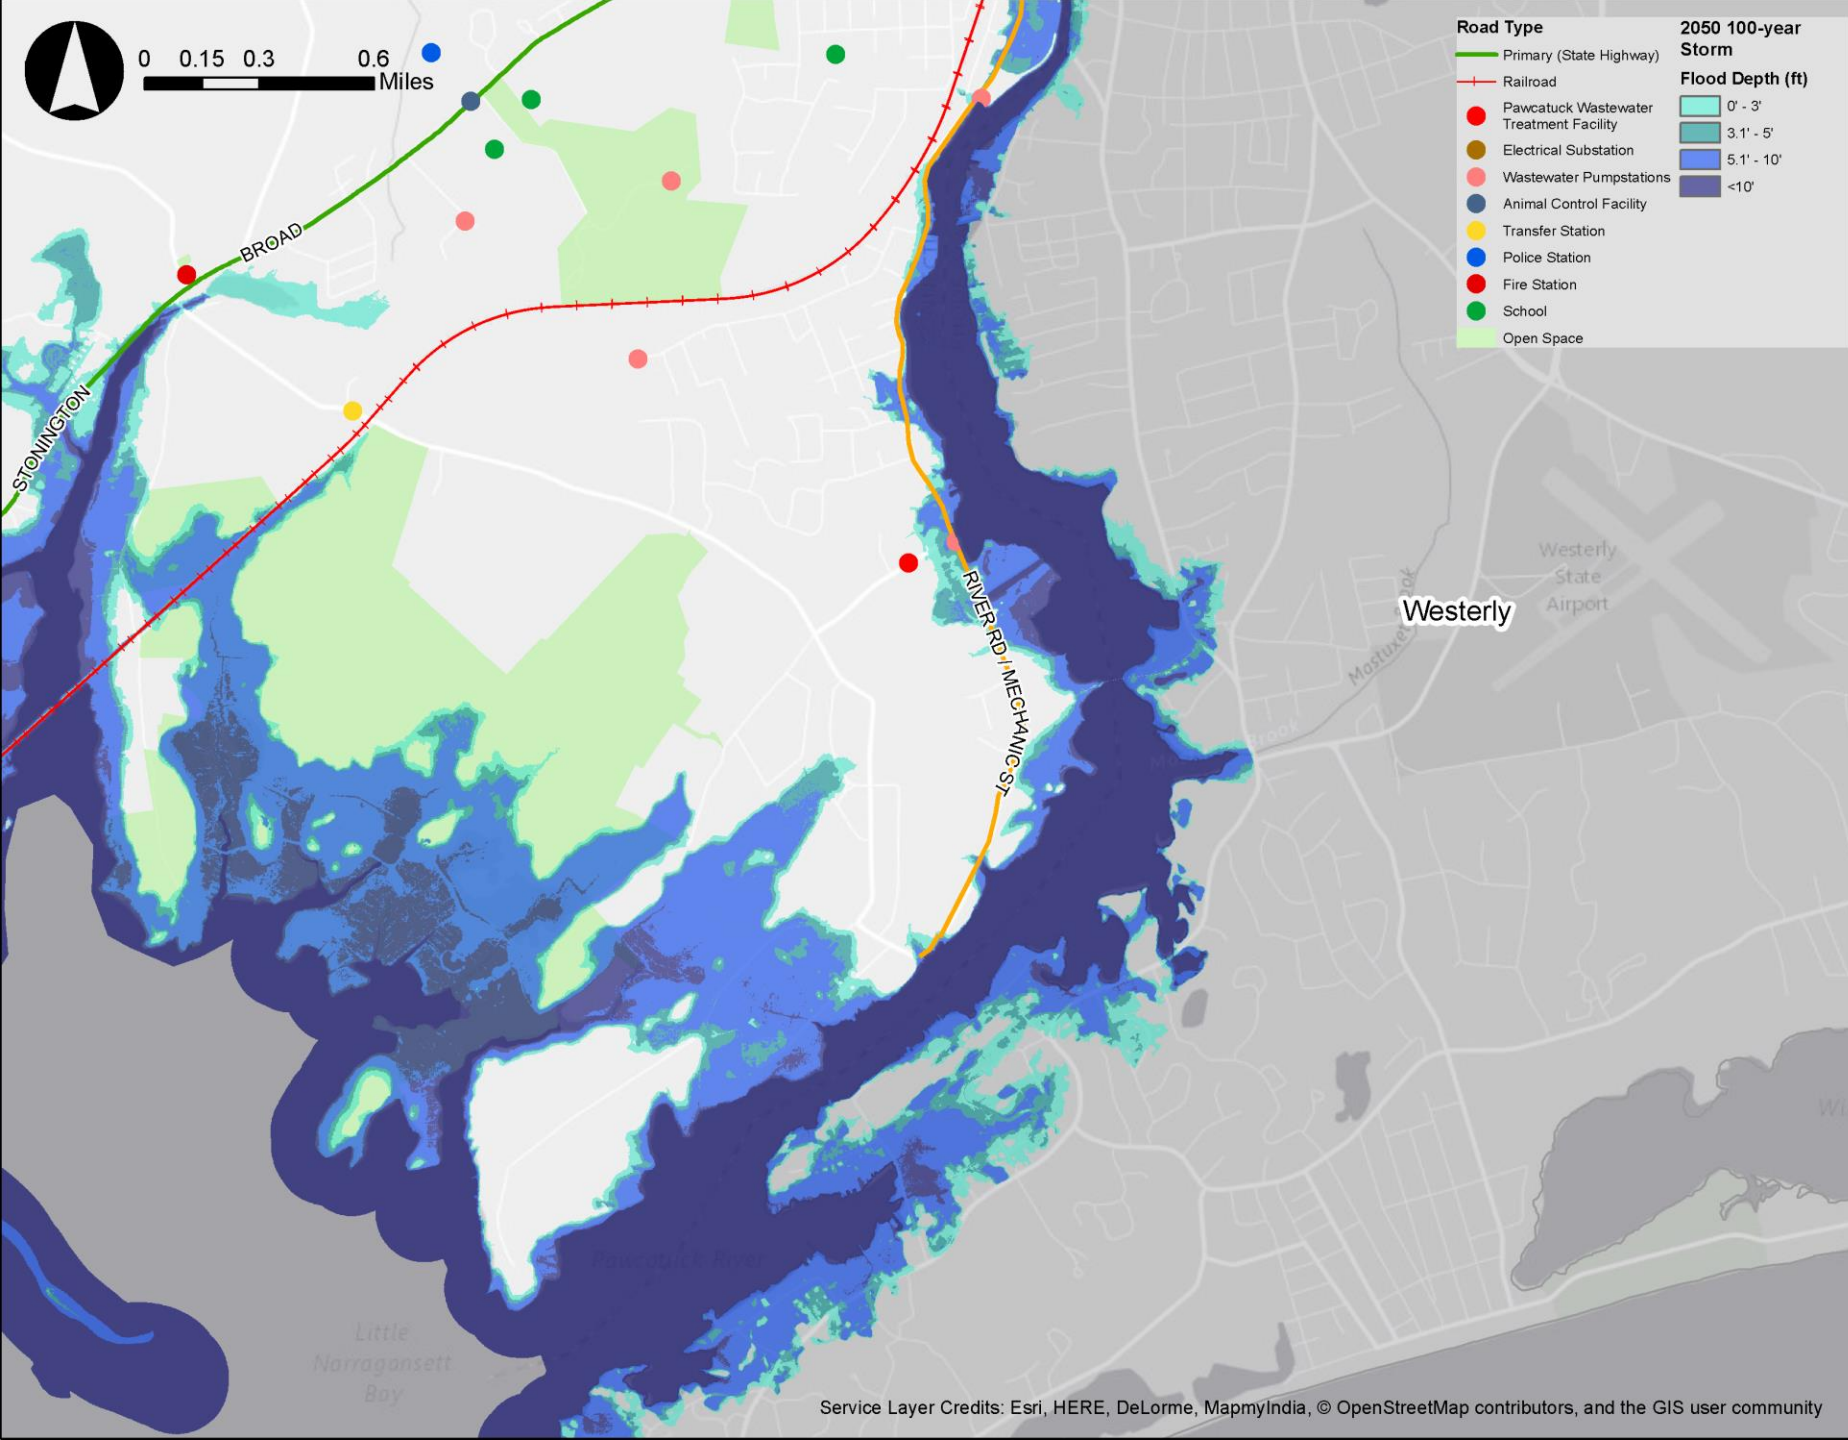 0 0.15 0.3 0.6
Miles
Road Type
Primary (State Highway)
Railroad
Pawcatuck Wastewater
Treatment Facility
Electrical Substation
Wastewater Pumpstations
Animal Control Facility
Transfer Station
Police Station
Fire Station
School
Open Space
2050 100-year
Storm
Flood Depth (ft)
0' - 3'
3.1' - 5'
5.1' - 10'
<10'
BROAD
STONINGTON
RIVER RD / MECHANIC ST
Westerly
State
Airport
Westerly
Brook
Pawcatuck River
Little
Narragansett
Bay
Service Layer Credits: Esri, HERE, DeLorme, MapmyIndia, © OpenStreetMap contributors, and the GIS user community